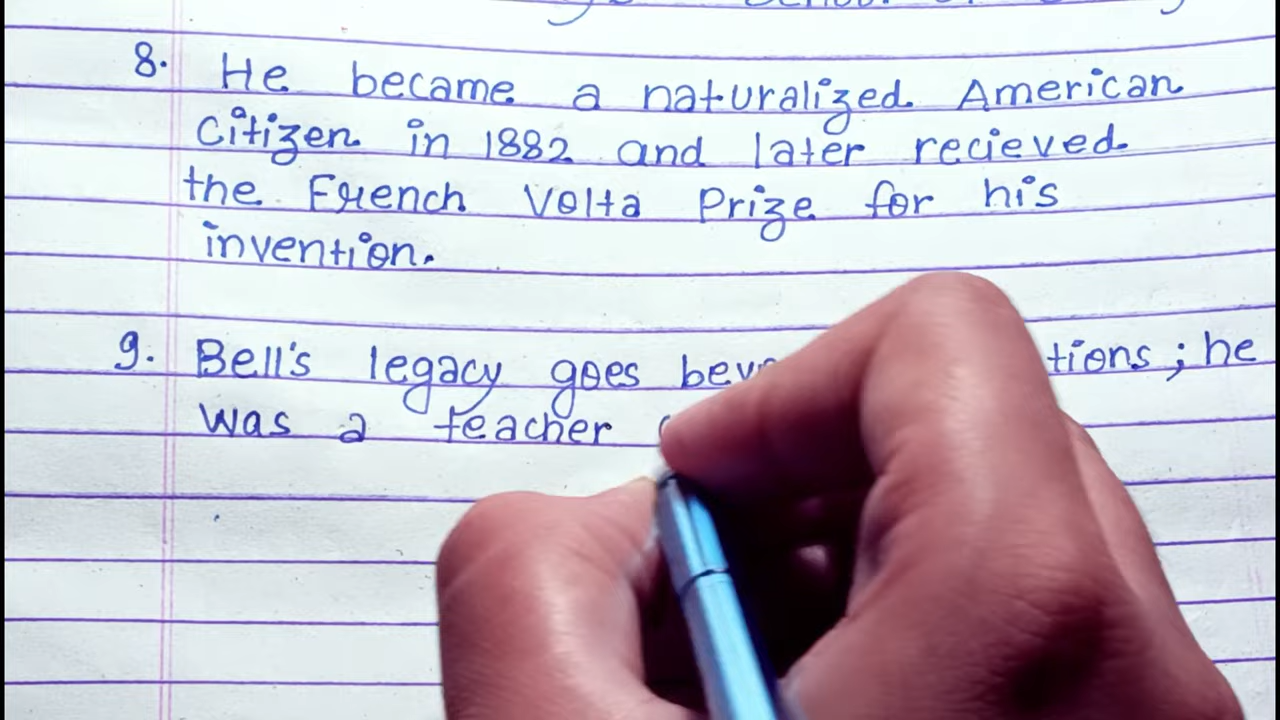 8. He became a naturalized American
Citizen in 1882 and later recieved
the French Volta Prize for his
invention.
9. Bell's legacy goes tions; he
was a teacher